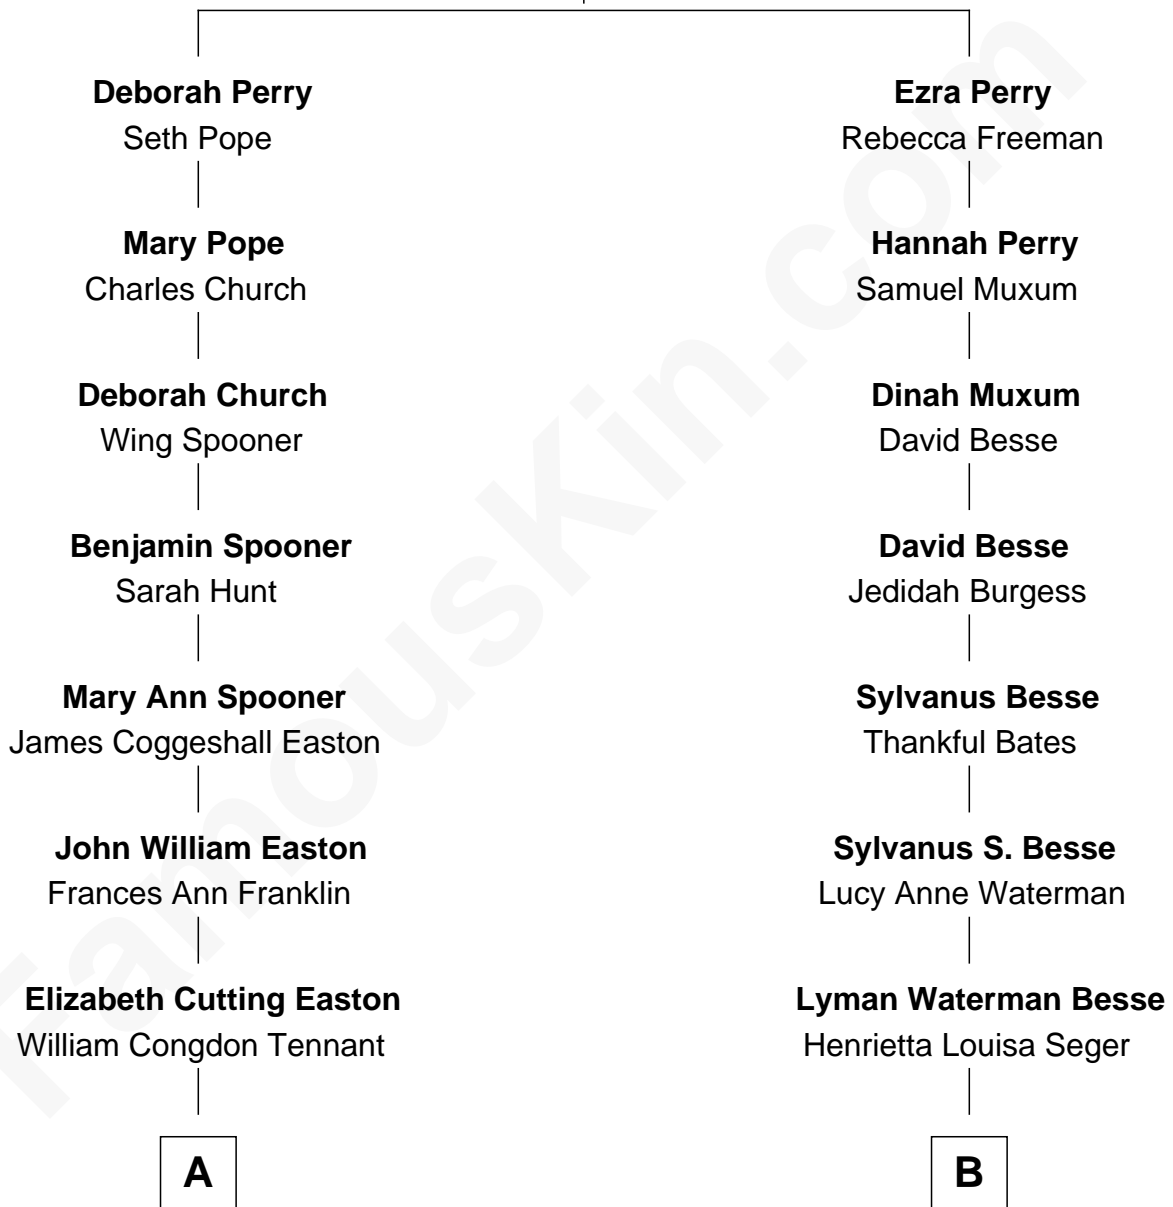 Deborah Perry
Seth Pope
Mary Pope
Charles Church
Deborah Church
Wing Spooner
Benjamin Spooner
Sarah Hunt
Mary Ann Spooner
James Coggeshall Easton
John William Easton
Frances Ann Franklin
Elizabeth Cutting Easton
William Congdon Tennant
A
Ezra Perry
Rebecca Freeman
Hannah Perry
Samuel Muxum
Dinah Muxum
David Besse
David Besse
Jedidah Burgess
Sylvanus Besse
Thankful Bates
Sylvanus S. Besse
Lucy Anne Waterman
Lyman Waterman Besse
Henrietta Louisa Seger
B
FamousKin.com